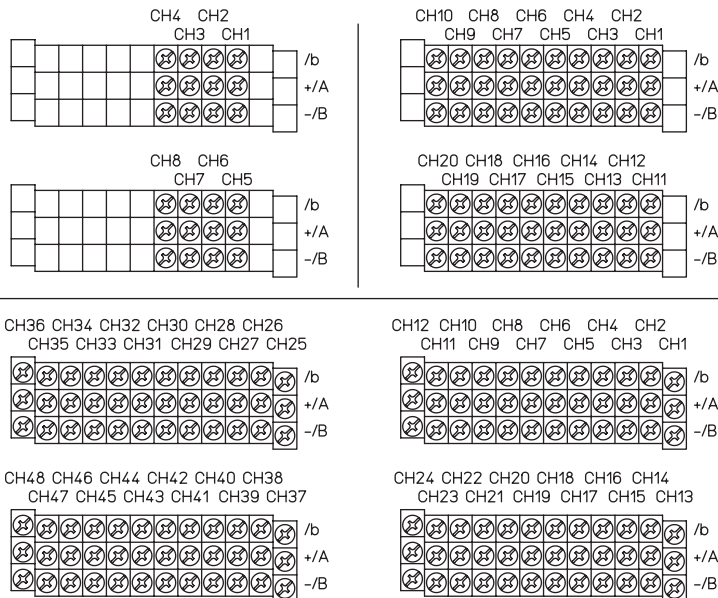 CH4 CH2
CH3 CH1
/b
+/A
−/B
CH8 CH6
CH7 CH5
/b
+/A
−/B
CH10 CH8 CH6 CH4 CH2
CH9 CH7 CH5 CH3 CH1
/b
+/A
−/B
CH20 CH18 CH16 CH14 CH12
CH19 CH17 CH15 CH13 CH11
/b
+/A
−/B
CH36 CH34 CH32 CH30 CH28 CH26
CH35 CH33 CH31 CH29 CH27 CH25
/b
+/A
−/B
CH48 CH46 CH44 CH42 CH40 CH38
CH47 CH45 CH43 CH41 CH39 CH37
/b
+/A
−/B
CH12 CH10 CH8 CH6 CH4 CH2
CH11 CH9 CH7 CH5 CH3 CH1
/b
+/A
−/B
CH24 CH22 CH20 CH18 CH16 CH14
CH23 CH21 CH19 CH17 CH15 CH13
/b
+/A
−/B